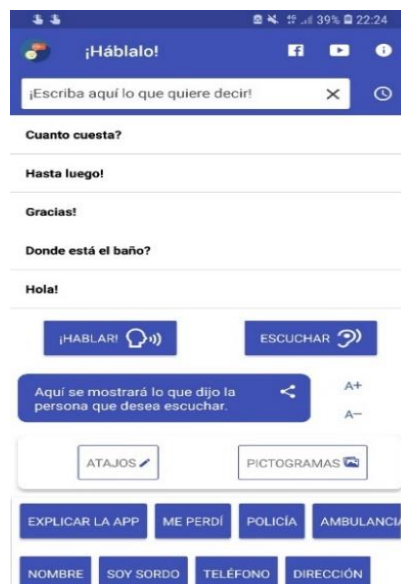 39% 22:24
¡Háblalo!
¡Escriba aquí lo que quiere decir!
Cuanto cuesta?
Hasta luego!
Gracias!
Donde está el baño?
Hola!
¡HABLAR!
ESCUCHAR
Aquí se mostrará lo que dijo la
persona que desea escuchar.
A+
A-
ATAJOS
PICTOGRAMAS
EXPLICAR LA APP ME PERDÍ POLICÍA AMBULANCIA
NOMBRE SOY SORDO TELÉFONO DIRECCIÓN